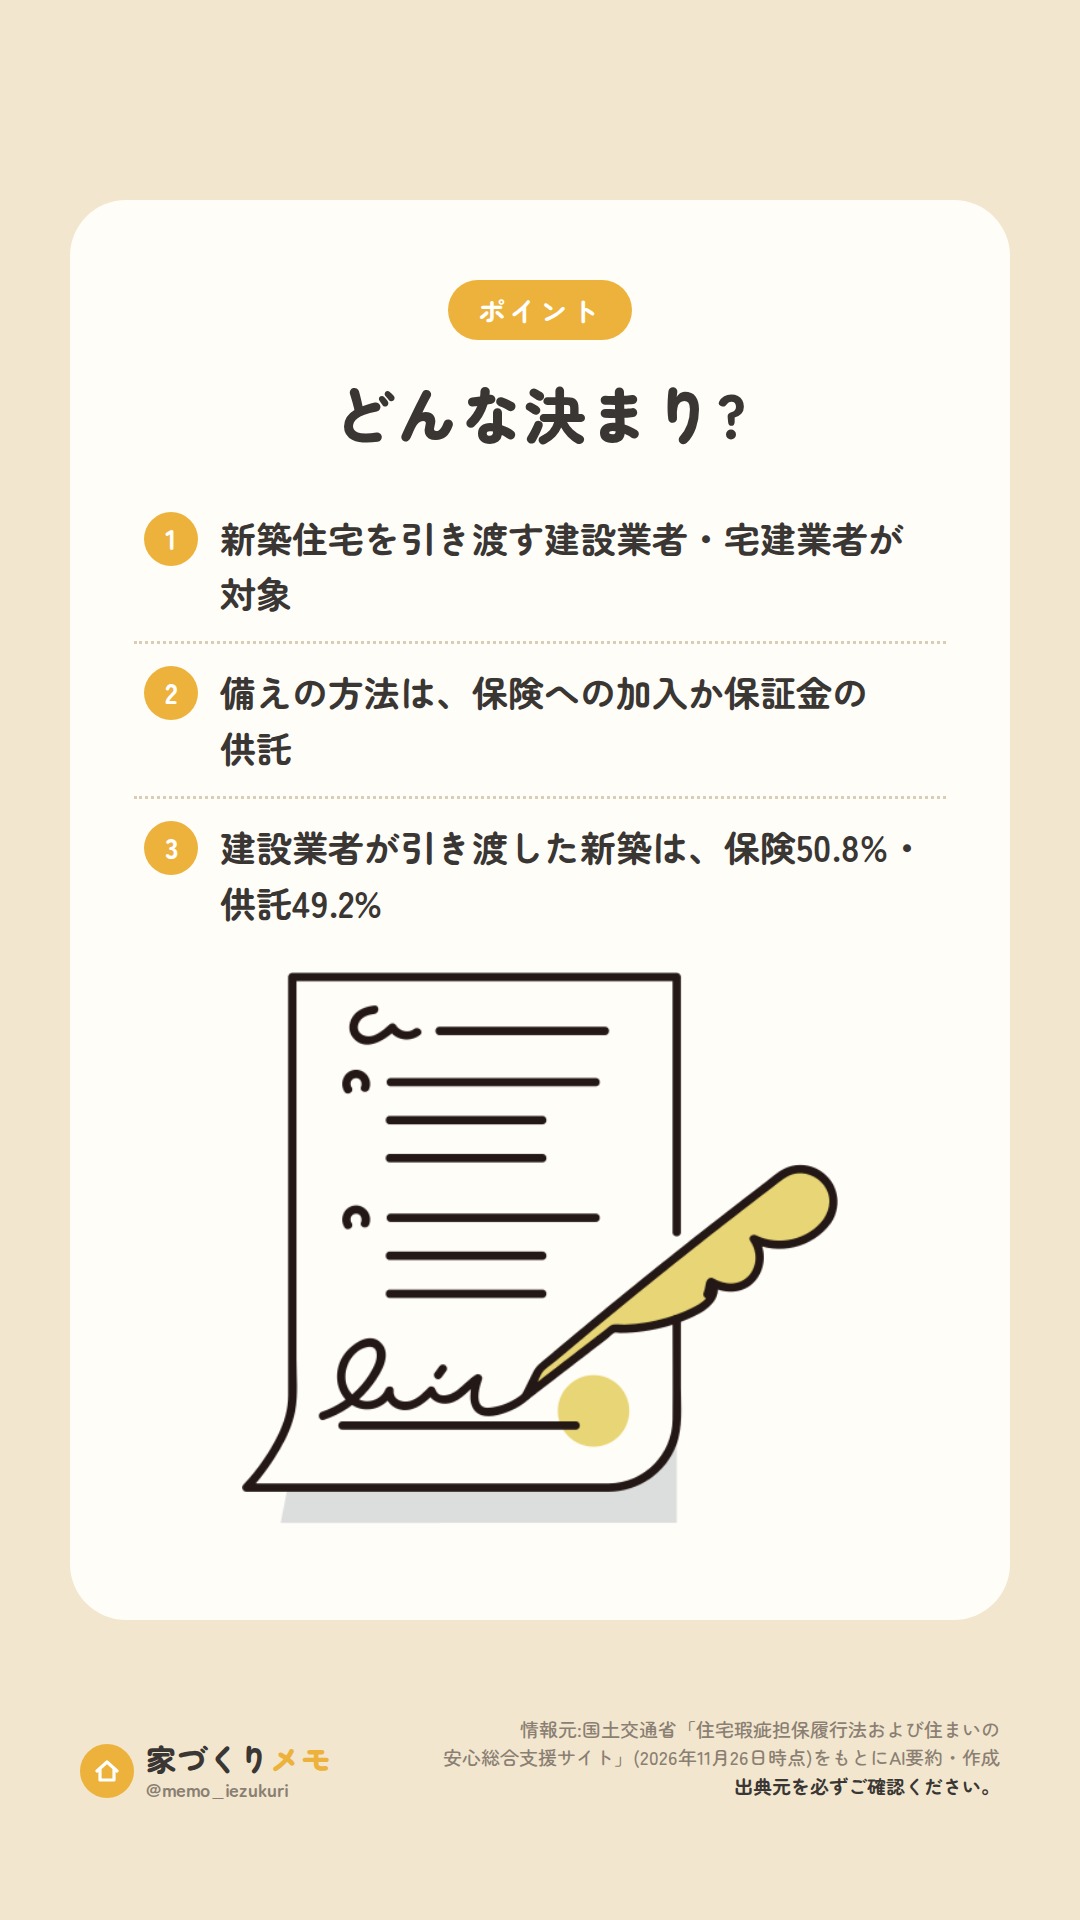 ポイント
どんな決まり?
1 新築住宅を引き渡す建設業者・宅建業者が
対象
2 備えの方法は、保険への加入か保証金の
供託
3 建設業者が引き渡した新築は、保険50.8%・
供託49.2%
家づくりメモ
@memo_iezukuri
情報元:国土交通省「住宅瑕疵担保履行法および住まいの
安心総合支援サイト」(2026年11月26日時点)をもとにAI要約・作成
出典元を必ずご確認ください。